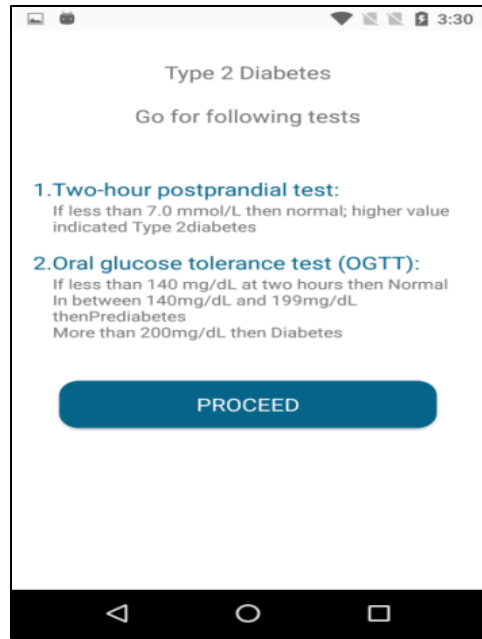 3:30
Type 2 Diabetes
Go for following tests
1.Two-hour postprandial test:
If less than 7.0 mmol/L then normal; higher value
indicated Type 2diabetes
2.Oral glucose tolerance test (OGTT):
If less than 140 mg/dL at two hours then Normal
In between 140mg/dL and 199mg/dL
thenPrediabetes
More than 200mg/dL then Diabetes
PROCEED